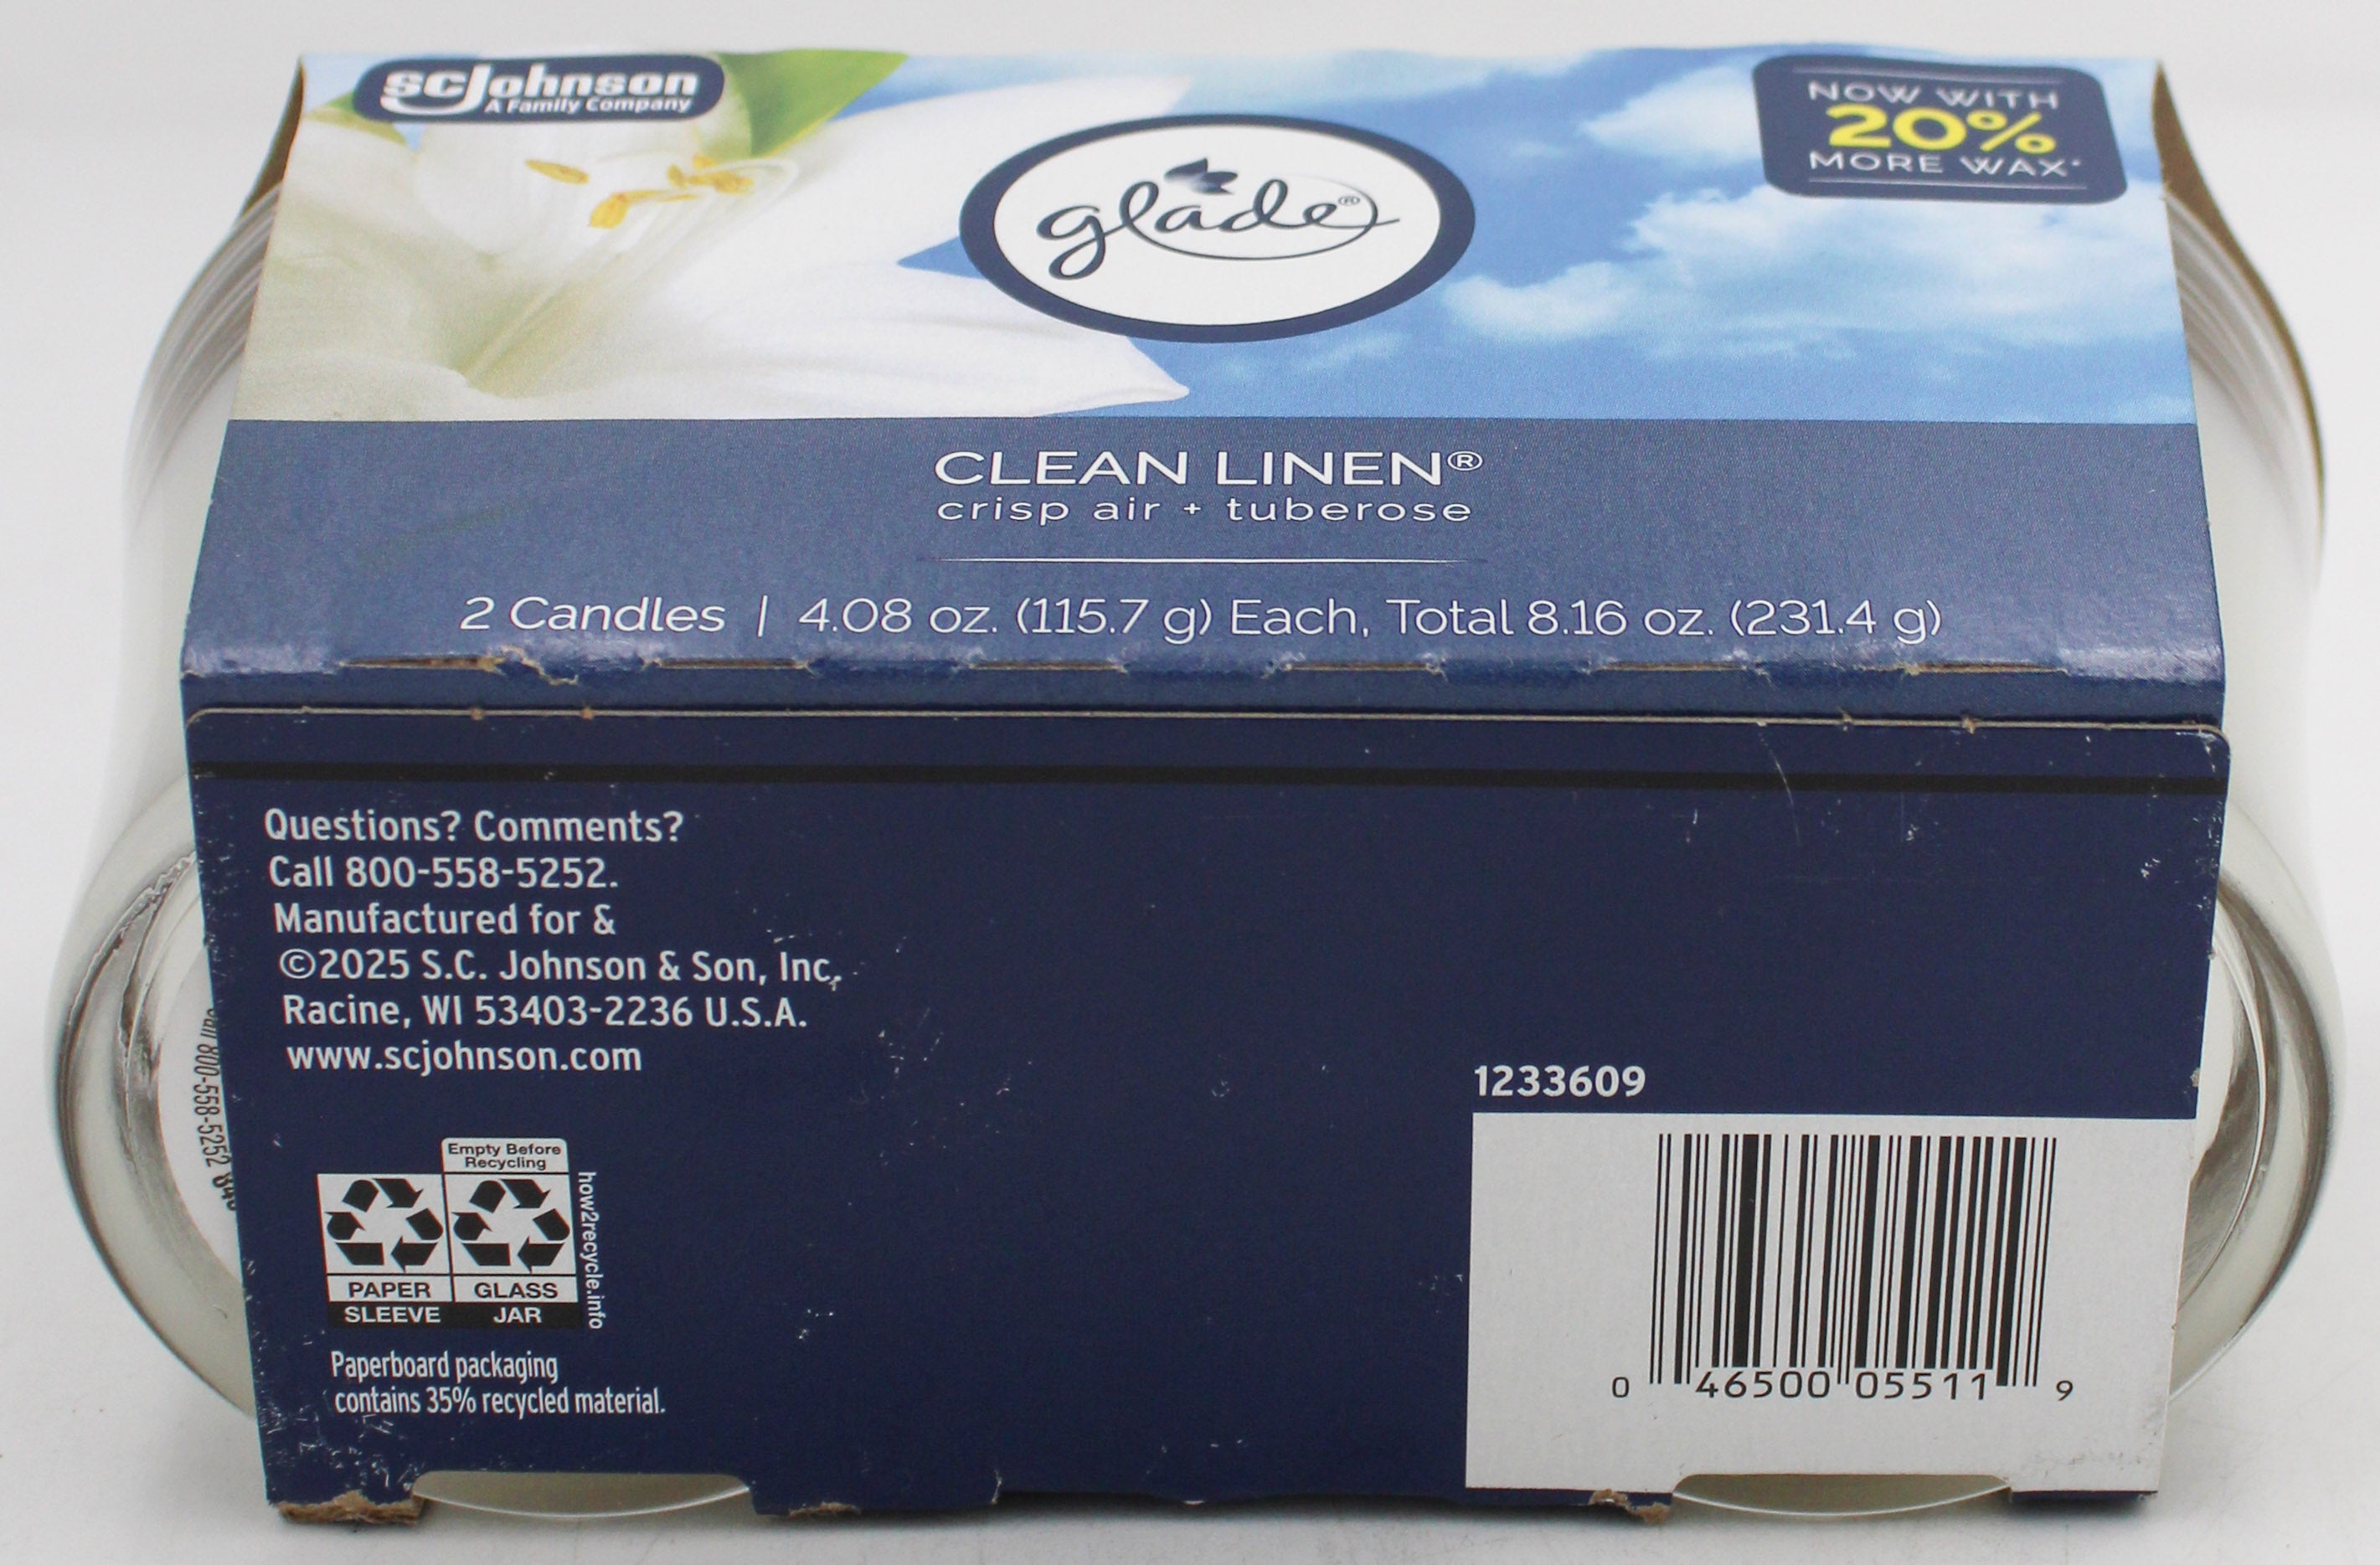 scJohnson
A Family Company
NOW WITH
20%
MORE WAX*
glade®
CLEAN LINEN®
crisp air + tuberose
2 Candles | 4.08 oz. (115.7 g) Each, Total 8.16 oz. (231.4 g)
Questions? Comments?
Call 800-558-5252.
Manufactured for &
©2025 S.C. Johnson & Son, Inc.
Racine, WI 53403-2236 U.S.A.
www.scjohnson.com
800-558-5252
Empty Before
Recycling
PAPER GLASS
SLEEVE JAR
how2recycle.info
Paperboard packaging
contains 35% recycled material.
1233609
0 46500 05511 9